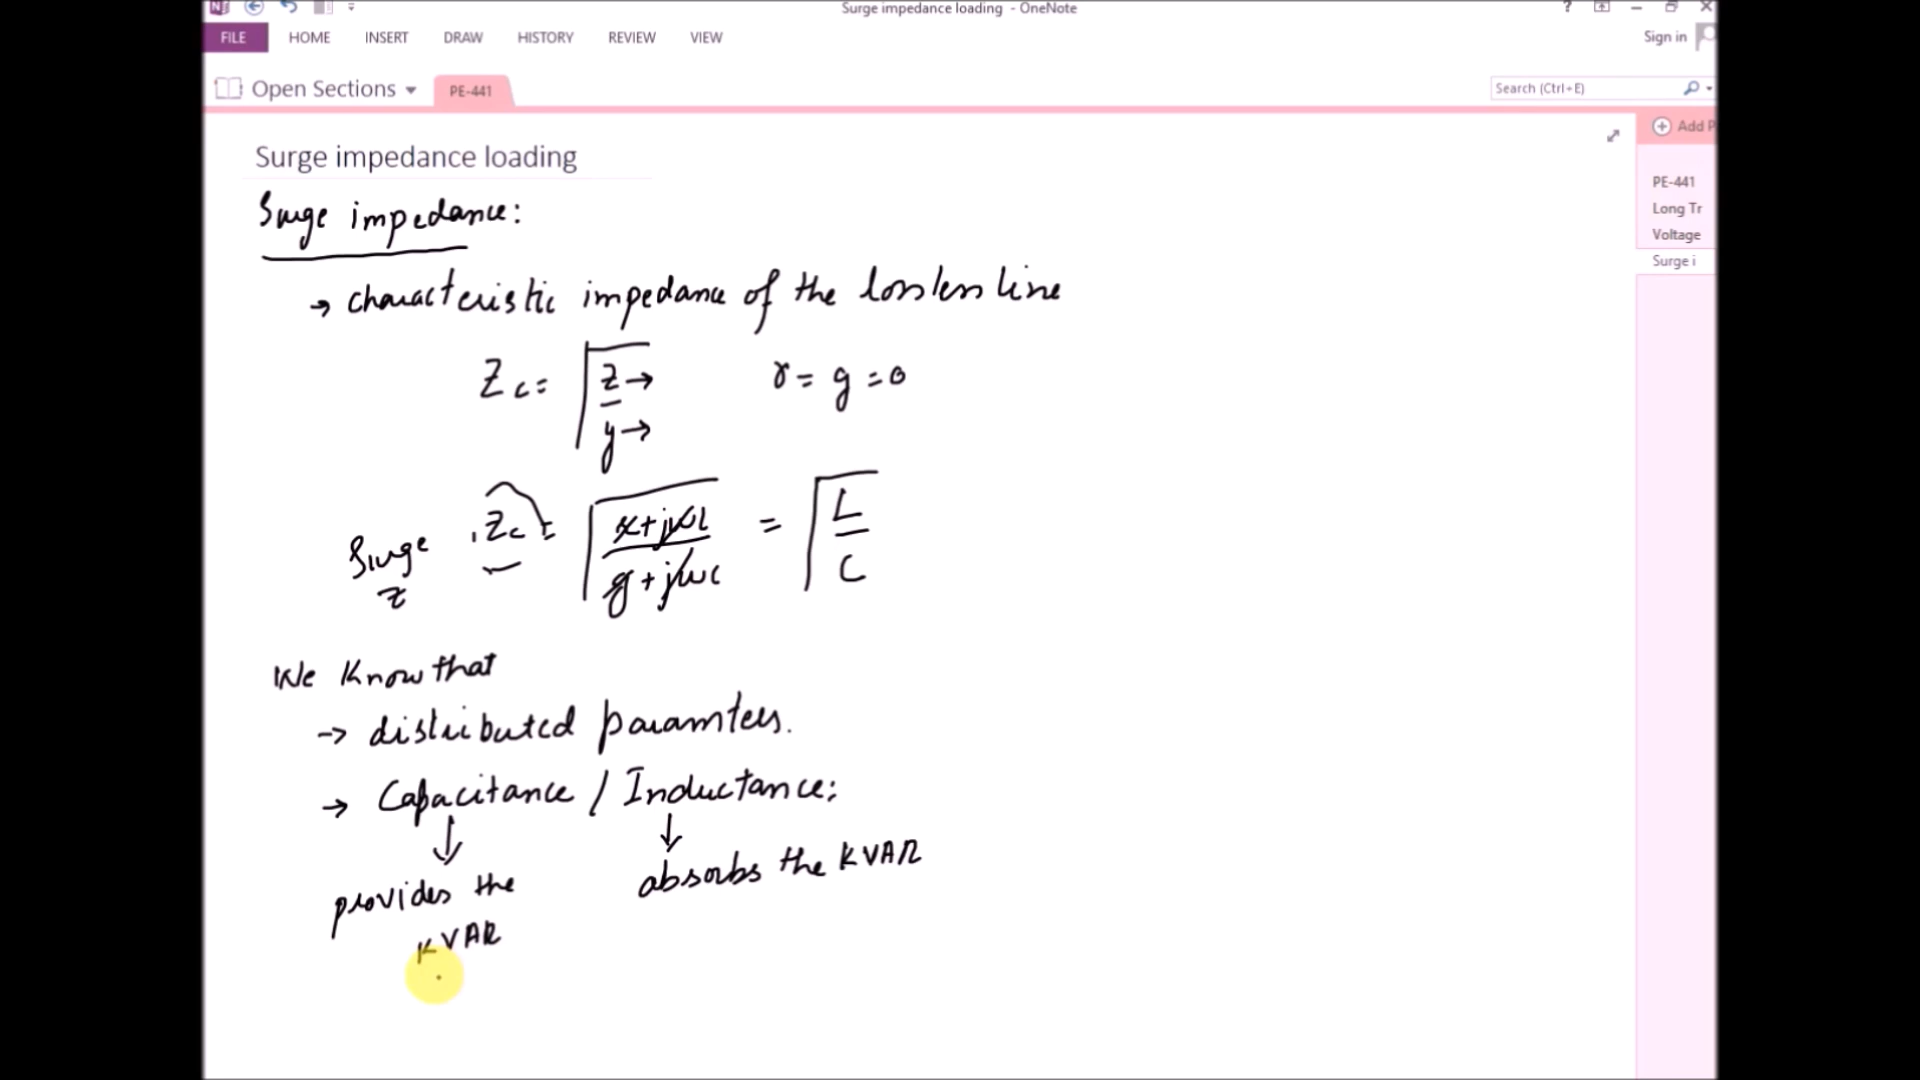 Surge impedance loading - OneNote
FILE HOME INSERT DRAW HISTORY REVIEW VIEW
Sign in
Open Sections PE-441
Search (Ctrl+E)
Add P
Surge impedance loading
PE-441
Long Tr
Voltage
Surge i
Surge impedance:
→ characteristic impedance of the lossless line
Zc = √(z→ / y→) r = g = 0
Surge Z Zc = √(r+jωL / g+jωc) = √(L / C)
We know that
→ distributed paramters.
→ Capacitance / Inductance:
↓ ↓
provides the KVAR
absorbs the KVAR